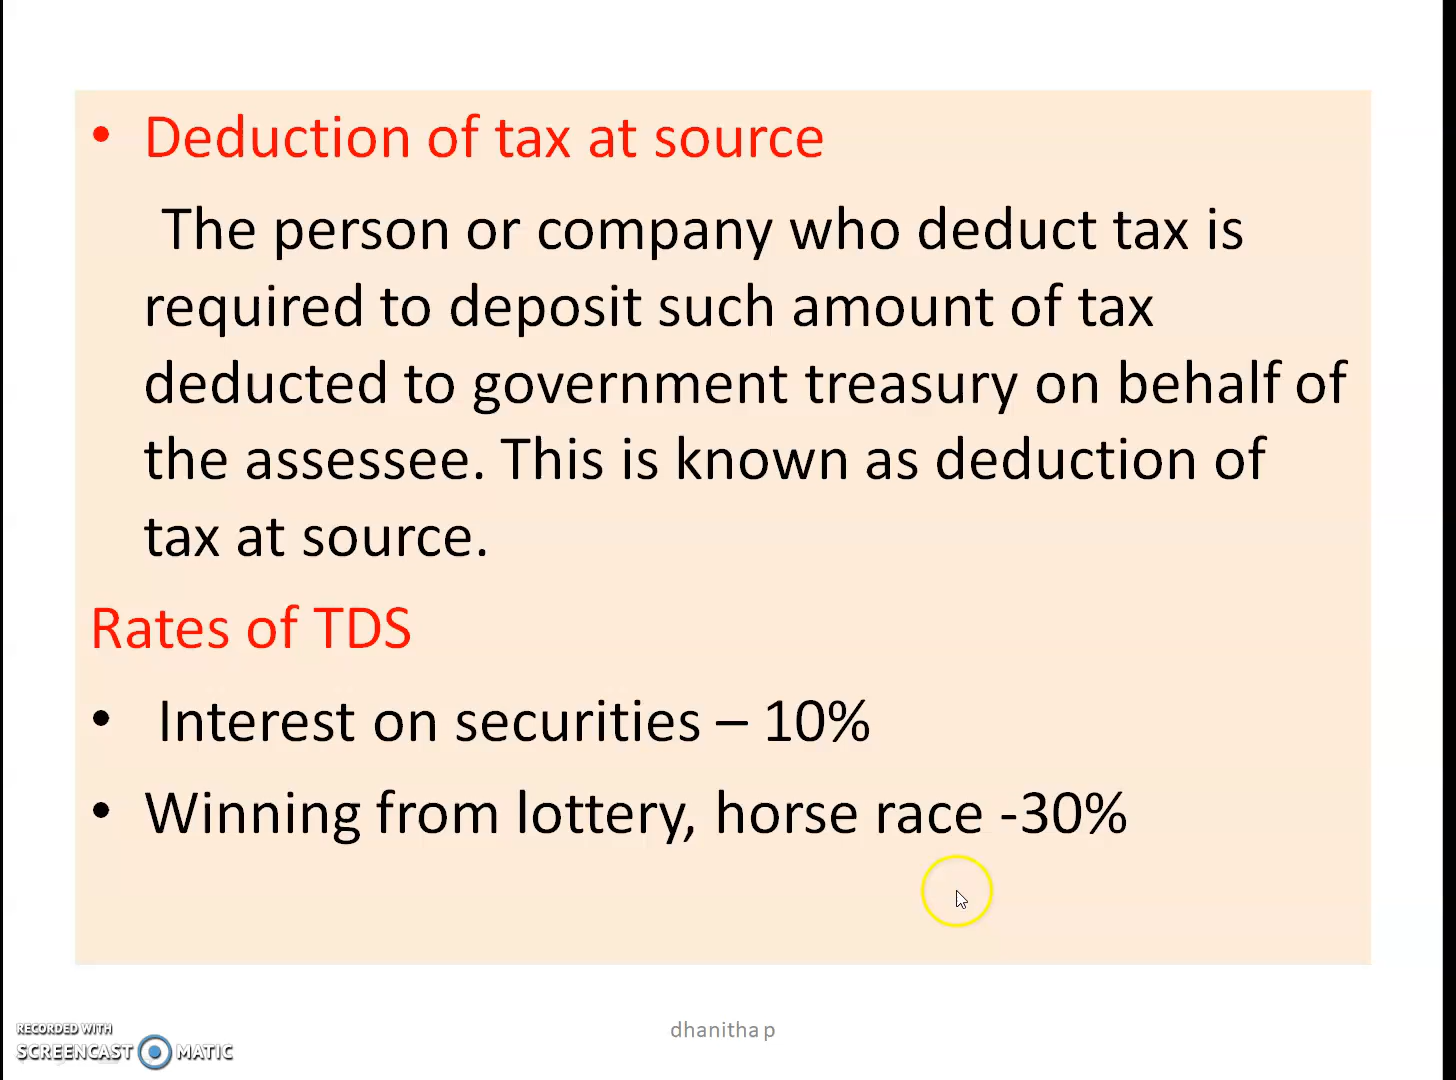 • Deduction of tax at source
The person or company who deduct tax is
required to deposit such amount of tax
deducted to government treasury on behalf of
the assessee. This is known as deduction of
tax at source.
Rates of TDS
• Interest on securities – 10%
• Winning from lottery, horse race -30%
dhanitha p
RECORDED WITH
SCREENCAST MATIC